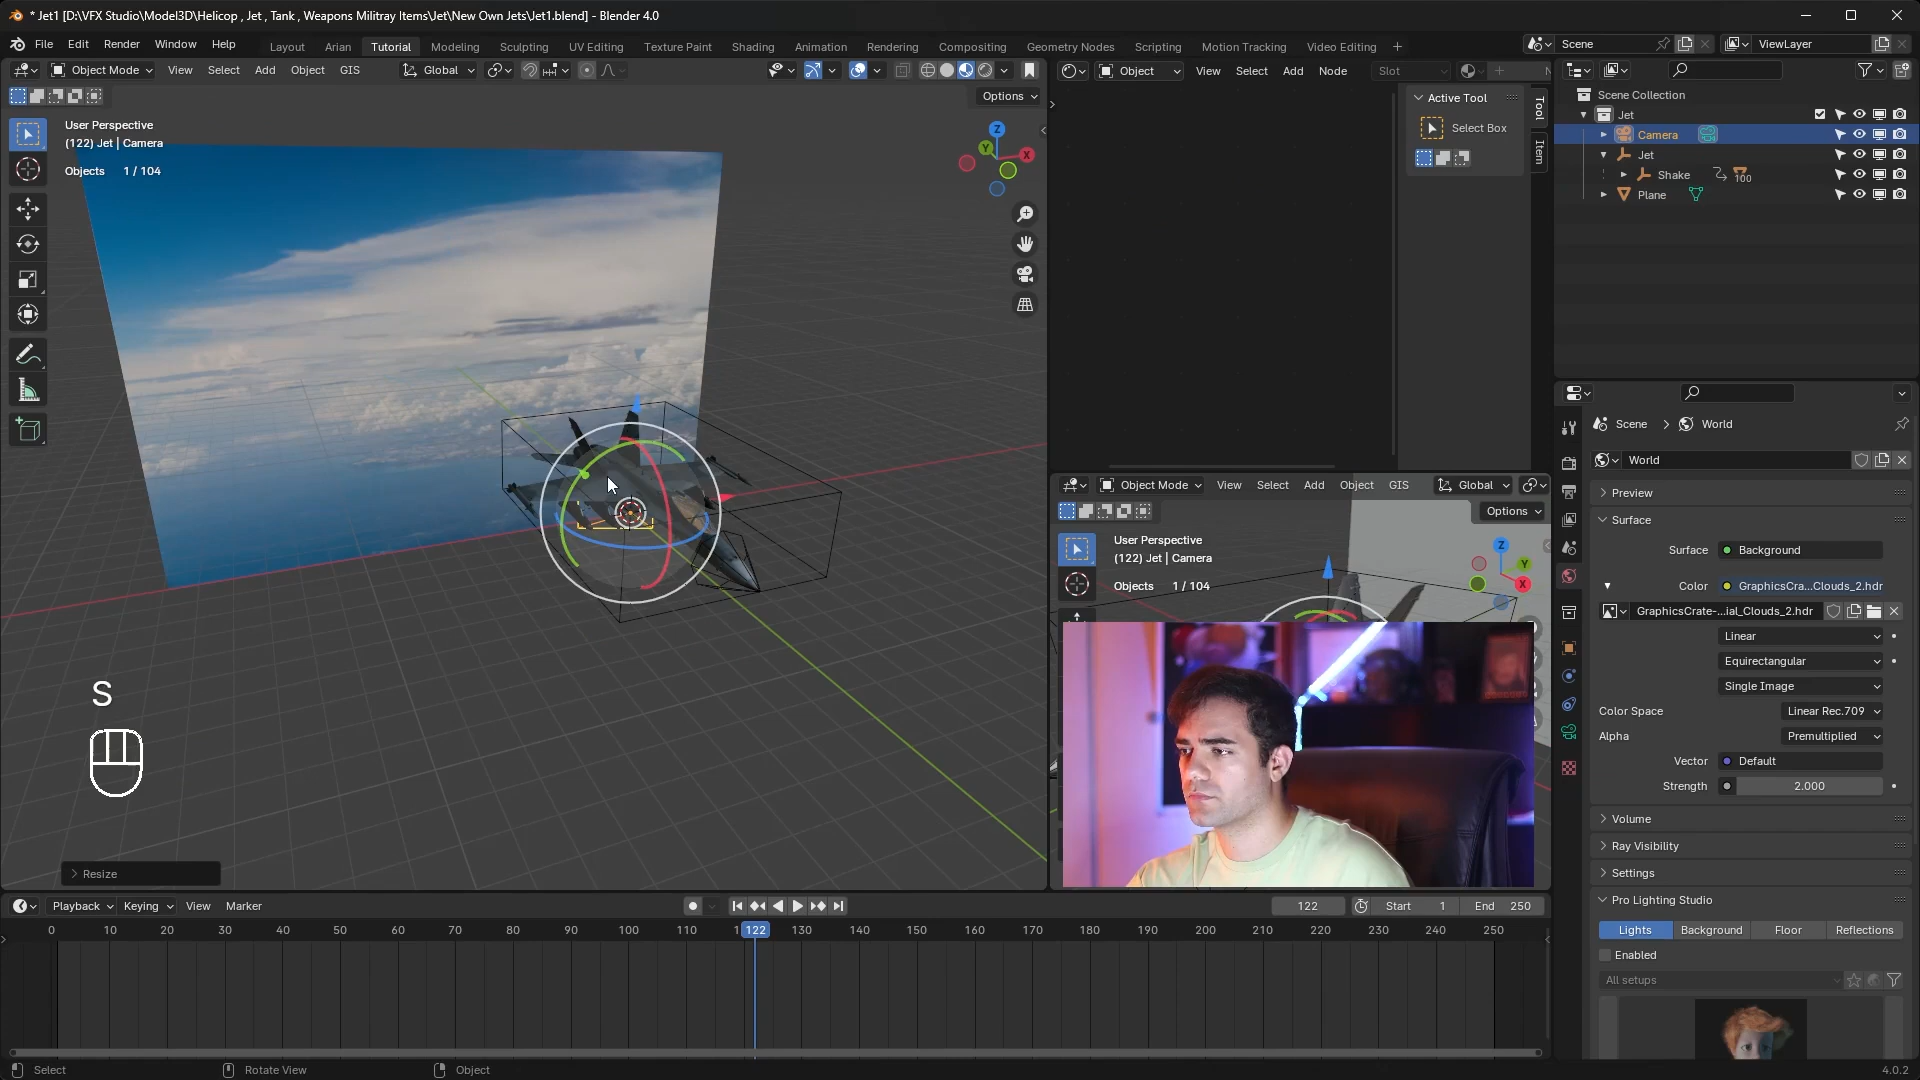 * Jet1 [D:\VFX Studio\Model3D\Helicop , Jet , Tank , Weapons Militray Items\Jet\New Own Jets\Jet1.blend] - Blender 4.0
File Edit Render Window Help
Layout Arian Tutorial Modeling Sculpting UV Editing Texture Paint Shading Animation Rendering Compositing Geometry Nodes Scripting Motion Tracking Video Editing +
Scene
ViewLayer
Object Mode View Select Add Object GIS Global
Options
User Perspective
(122) Jet | Camera
Objects 1 / 104
Z
Y
X
S
Resize
Object View Select Add Node Slot
Active Tool
Select Box
Tool
Item
Object Mode View Select Add Object GIS Global
Options
User Perspective
(122) Jet | Camera
Objects 1 / 104
Z
Y
X
Scene Collection
Jet
Camera
Jet
Shake 100
Plane
Scene > World
World
Preview
Surface
Surface Background
Color GraphicsCra...Clouds_2.hdr
GraphicsCrate-...ial_Clouds_2.hdr
Linear
Equirectangular
Single Image
Color Space Linear Rec.709
Alpha Premultiplied
Vector Default
Strength 2.000
Volume
Ray Visibility
Settings
Pro Lighting Studio
Lights Background Floor Reflections
Enabled
All setups
Playback Keying View Marker
122 Start 1 End 250
0 10 20 30 40 50 60 70 80 90 100 110 1 122 130 140 150 160 170 180 190 200 210 220 230 240 250
Select Rotate View Object 4.0.2